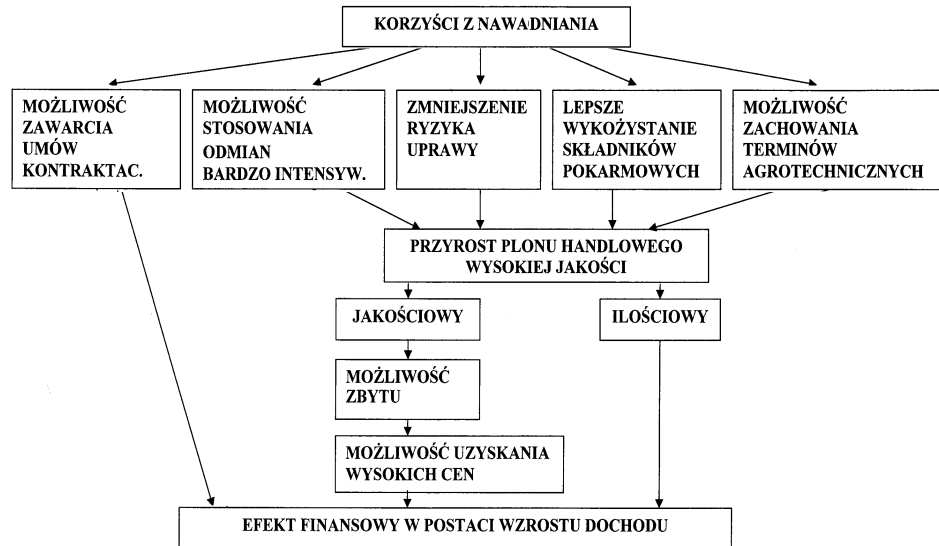 KORZYŚCI Z NAWADNIANIA
MOŻLIWOŚĆ
ZAWARCIA
UMÓW
KONTRAKTAC.
MOŻLIWOŚĆ
STOSOWANIA
ODMIAN
BARDZO INTENSYW.
ZMNIEJSZENIE
RYZYKA
UPRAWY
LEPSZE
WYKOŻYSTANIE
SKŁADNIKÓW
POKARMOWYCH
MOŻLIWOŚĆ
ZACHOWANIA
TERMINÓW
AGROTECHNICZNYCH
PRZYROST PLONU HANDLOWEGO
WYSOKIEJ JAKOŚCI
JAKOŚCIOWY
ILOŚCIOWY
MOŻLIWOŚĆ
ZBYTU
MOŻLIWOŚĆ UZYSKANIA
WYSOKICH CEN
EFEKT FINANSOWY W POSTACI WZROSTU DOCHODU